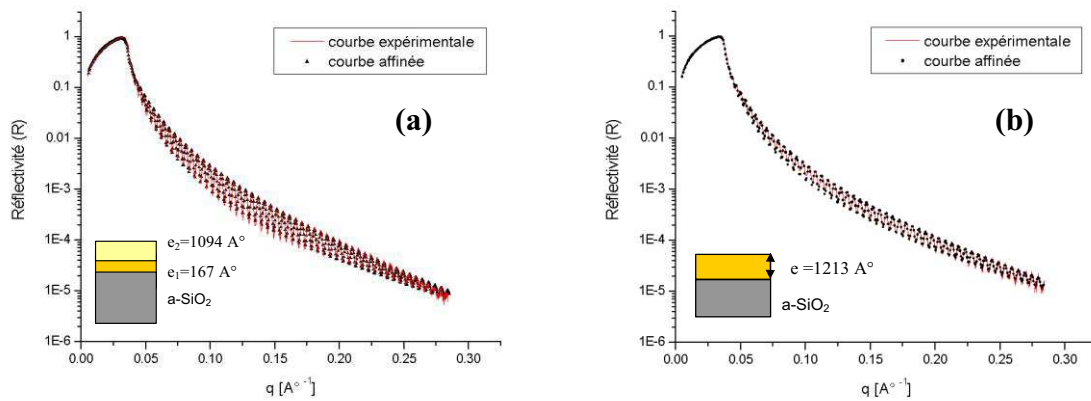 courbe expérimentale
courbe affinée
(a)
Réflectivité (R)
1
0.1
0.01
1E-3
1E-4
1E-5
1E-6
e₂=1094 A°
e₁=167 A°
a-SiO₂
0.00 0.05 0.10 0.15 0.20 0.25 0.30
q [A°⁻¹]
courbe expérimentale
courbe affinée
(b)
Réflectivité (R)
1
0.1
0.01
1E-3
1E-4
1E-5
1E-6
e =1213 A°
a-SiO₂
0.00 0.05 0.10 0.15 0.20 0.25 0.30
q [A°⁻¹]